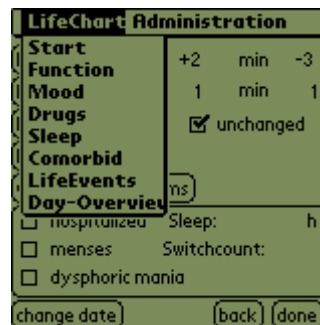 LifeChart Administration
Start
Function
Mood
Drugs
Sleep
Comorbid
LifeEvents
Day-Overview
+2 min -3
1 min 1
unchanged
hospitalized Sleep: h
menses Switchcount:
dysphoric mania
change date back done